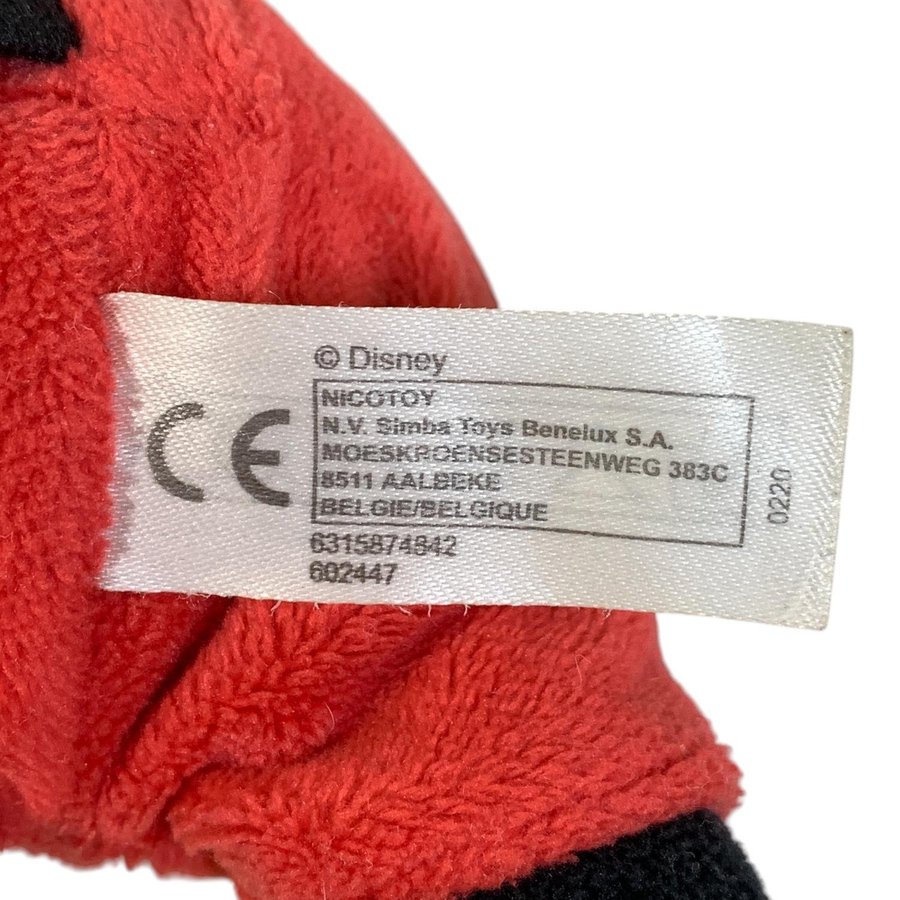 CE
© Disney
NICOTOY
N.V. Simba Toys Benelux S.A.
MOESKROENSESTEENWEG 383C
8511 AALBEKE
BELGIE/BELGIQUE
6315874842
602447
0220